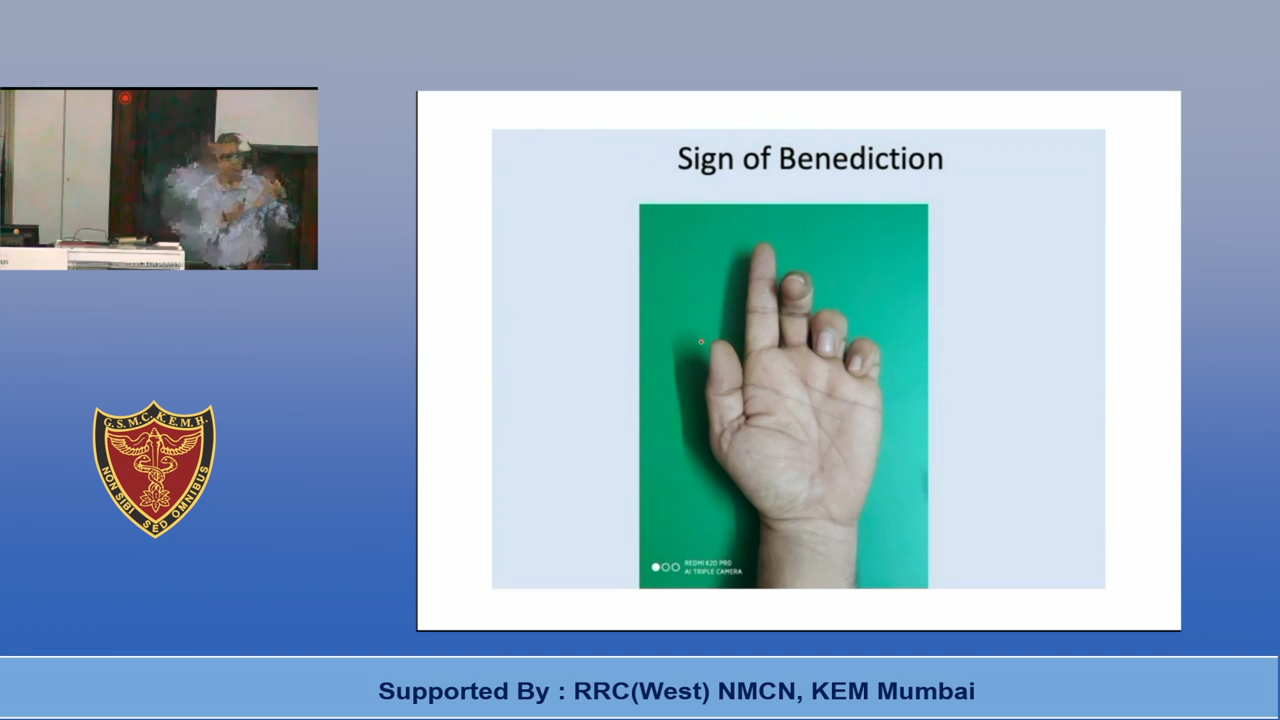 Sign of Benediction
REDMI K20 PRO
AI TRIPLE CAMERA
G.S.M.C. K.E.M.H.
NON SIBI SED OMNIBUS
Supported By : RRC(West) NMCN, KEM Mumbai